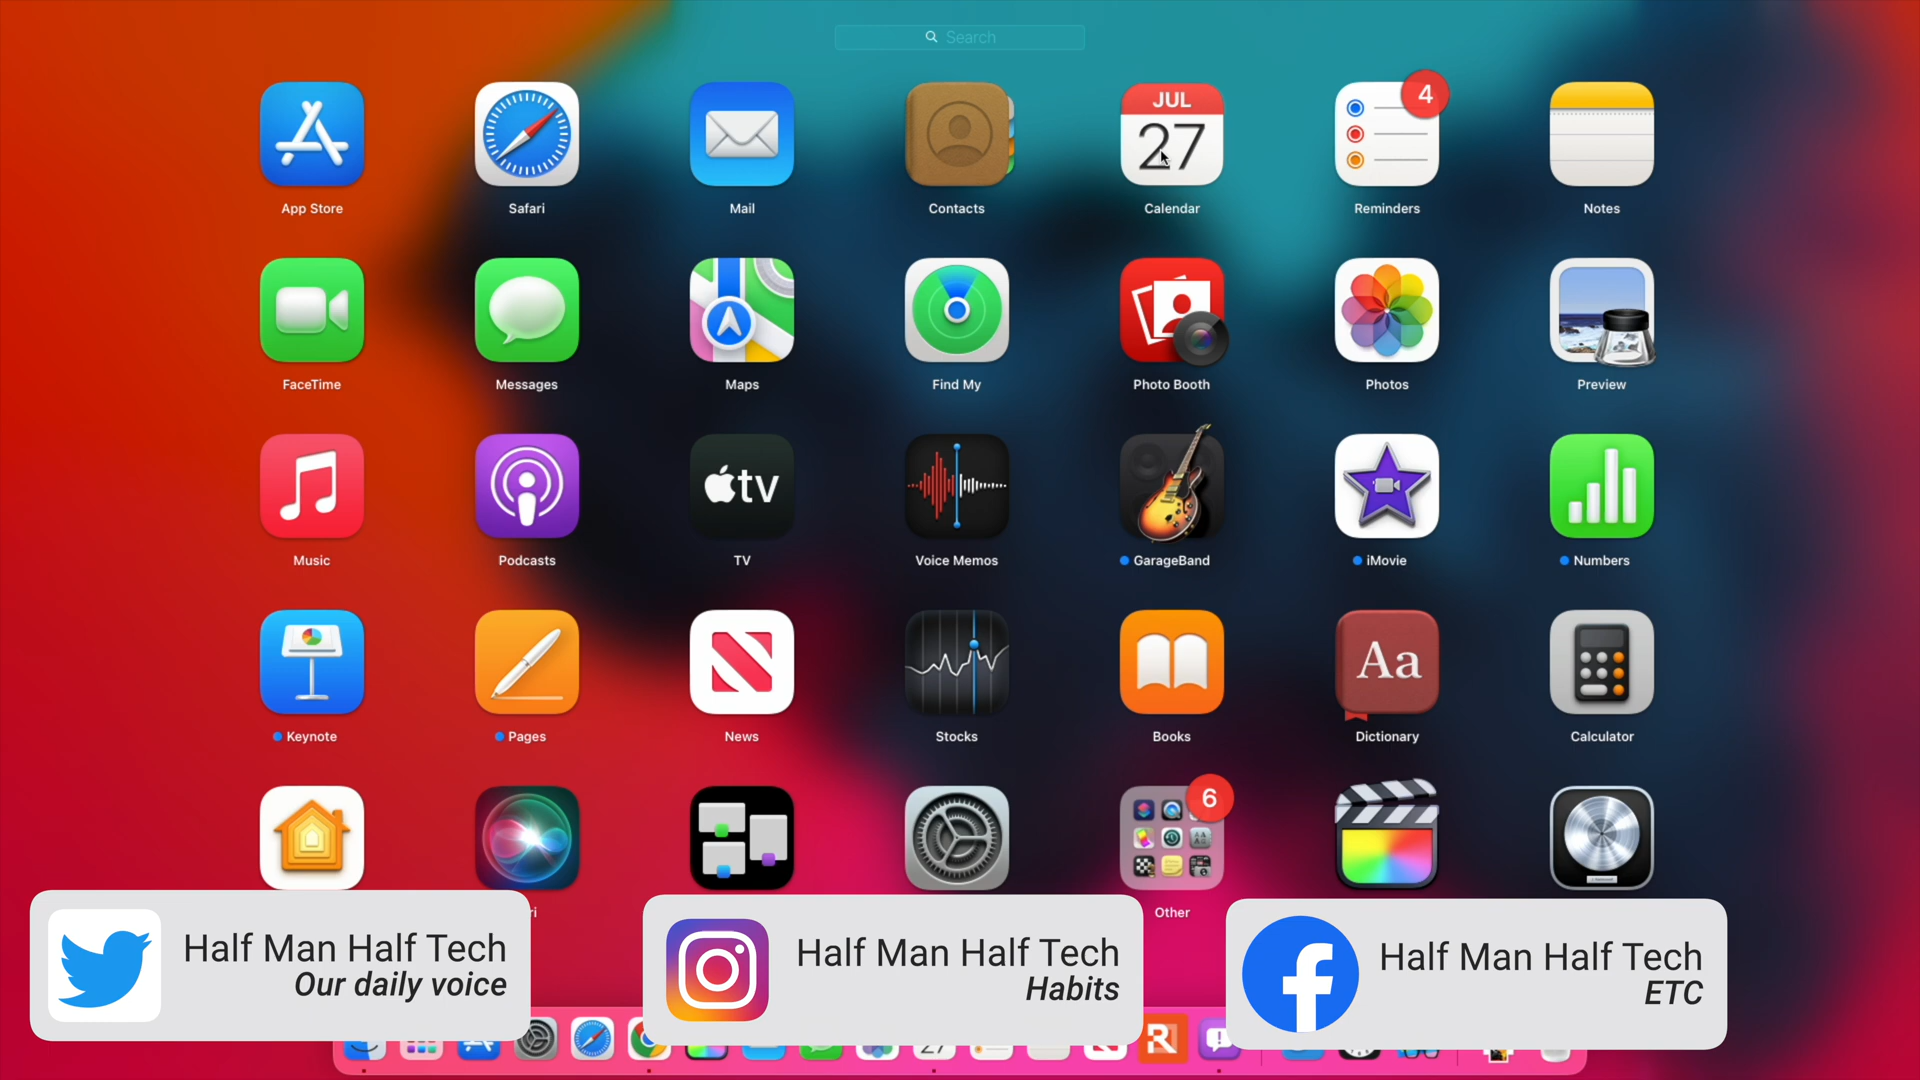 Search
JUL
27
4
App Store
Safari
Mail
Contacts
Calendar
Reminders
Notes
FaceTime
Messages
Maps
Find My
Photo Booth
Photos
Preview
tv
Music
Podcasts
TV
Voice Memos
GarageBand
iMovie
Numbers
Aa
Keynote
Pages
News
Stocks
Books
Dictionary
Calculator
6
Other
Half Man Half Tech
Our daily voice
Half Man Half Tech
Habits
Half Man Half Tech
ETC
27
R